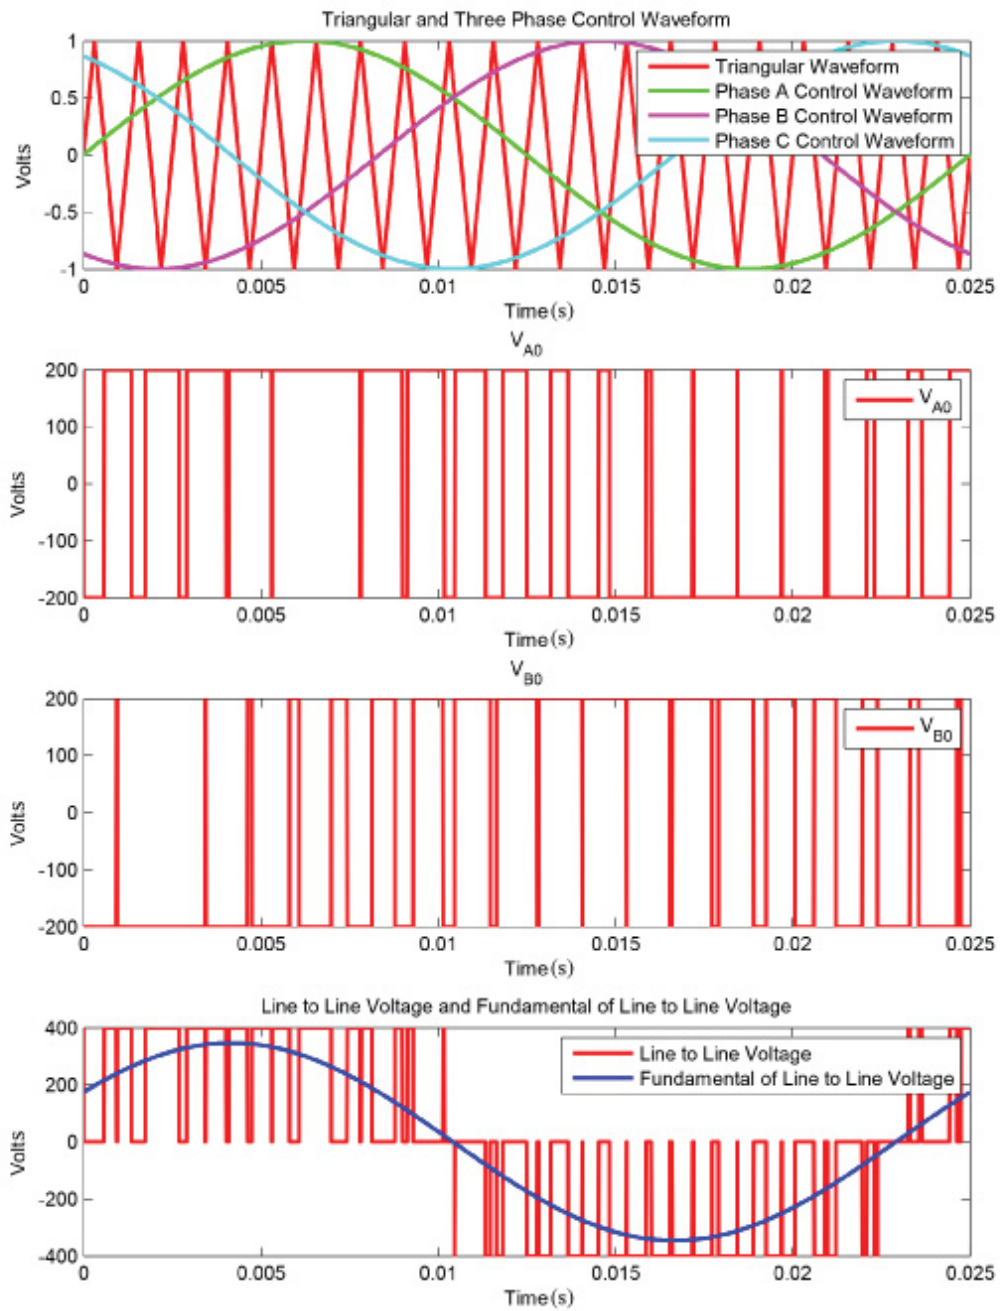 Triangular and Three Phase Control Waveform
1
0.5
0
-0.5
-1
Volts
Triangular Waveform
Phase A Control Waveform
Phase B Control Waveform
Phase C Control Waveform
0 0.005 0.01 0.015 0.02 0.025
Time(s)
VA0
200
100
0
-100
-200
Volts
VA0
0 0.005 0.01 0.015 0.02 0.025
Time(s)
VB0
200
100
0
-100
-200
Volts
VB0
0 0.005 0.01 0.015 0.02 0.025
Time(s)
Line to Line Voltage and Fundamental of Line to Line Voltage
400
200
0
-200
-400
Volts
Line to Line Voltage
Fundamental of Line to Line Voltage
0 0.005 0.01 0.015 0.02 0.025
Time(s)